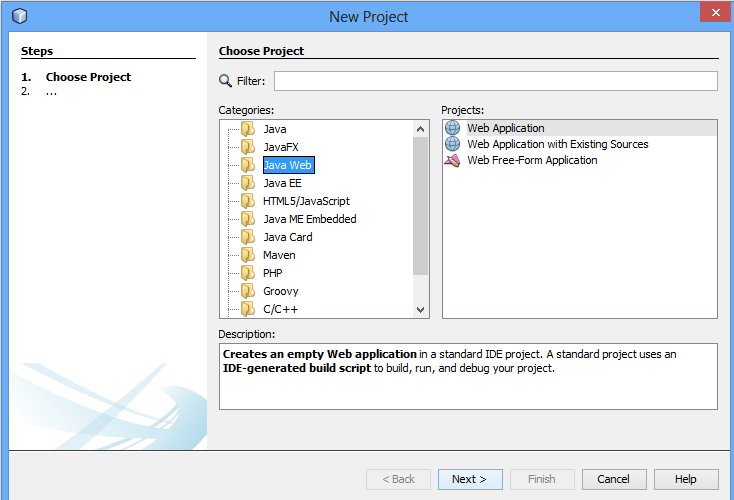 New Project
Steps
1. Choose Project
2. ...
Choose Project
Filter:
Categories:
Java
JavaFX
Java Web
Java EE
HTML5/JavaScript
Java ME Embedded
Java Card
Maven
PHP
Groovy
C/C++
Projects:
Web Application
Web Application with Existing Sources
Web Free-Form Application
Description:
Creates an empty Web application in a standard IDE project. A standard project uses an
IDE-generated build script to build, run, and debug your project.
< Back
Next >
Finish
Cancel
Help